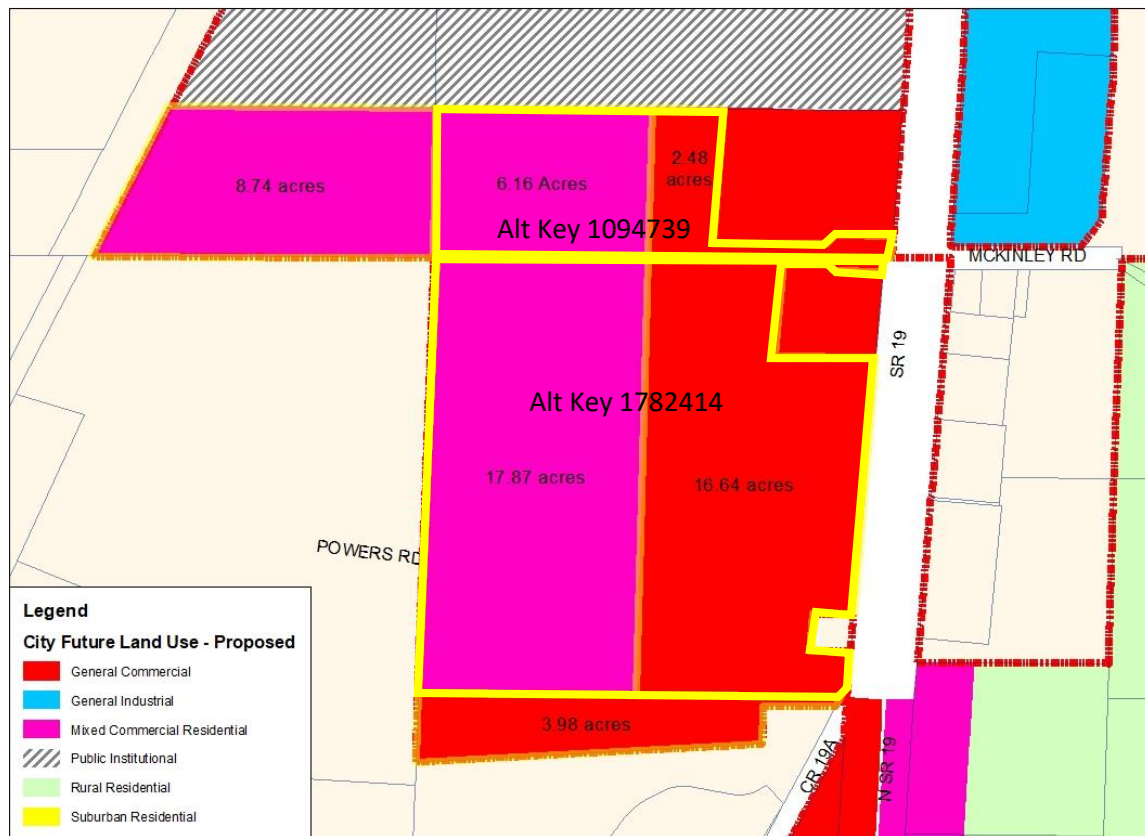 8.74 acres
6.16 Acres
2.48
acres
Alt Key 1094739
MCKINLEY RD
SR 19
Alt Key 1782414
17.87 acres
16.64 acres
POWERS RD
3.98 acres
CR 19A
N SR 19
Legend
City Future Land Use - Proposed
General Commercial
General Industrial
Mixed Commercial Residential
Public Institutional
Rural Residential
Suburban Residential